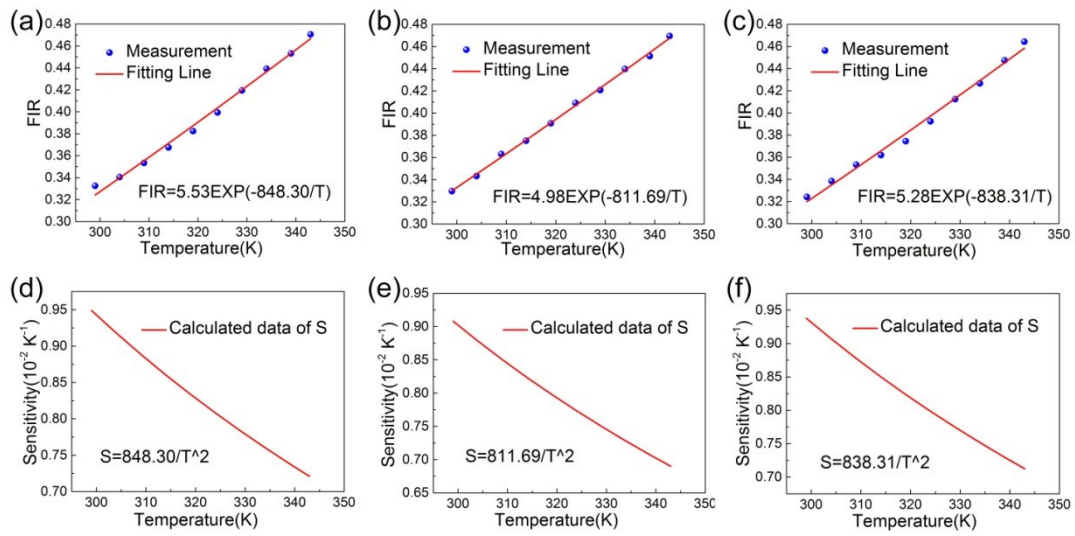 (a)
0.48
0.46
0.44
0.42
0.40
0.38
0.36
0.34
0.32
0.30
FIR
Measurement
Fitting Line
FIR=5.53EXP(-848.30/T)
300 310 320 330 340 350
Temperature(K)
(b)
0.48
0.46
0.44
0.42
0.40
0.38
0.36
0.34
0.32
0.30
FIR
Measurement
Fitting Line
FIR=4.98EXP(-811.69/T)
300 310 320 330 340 350
Temperature(K)
(c)
0.48
0.46
0.44
0.42
0.40
0.38
0.36
0.34
0.32
0.30
FIR
Measurement
Fitting Line
FIR=5.28EXP(-838.31/T)
300 310 320 330 340 350
Temperature(K)
(d)
0.95
0.90
0.85
0.80
0.75
0.70
Sensitivity(10⁻² K⁻¹)
Calculated data of S
S=848.30/T^2
300 310 320 330 340 350
Temperature(K)
(e)
0.95
0.90
0.85
0.80
0.75
0.70
0.65
Sensitivity(10⁻² K⁻¹)
Calculated data of S
S=811.69/T^2
300 310 320 330 340 350
Temperature(K)
(f)
0.95
0.90
0.85
0.80
0.75
0.70
Sensitivity(10⁻² K⁻¹)
Calculated data of S
S=838.31/T^2
300 310 320 330 340 350
Temperature(K)